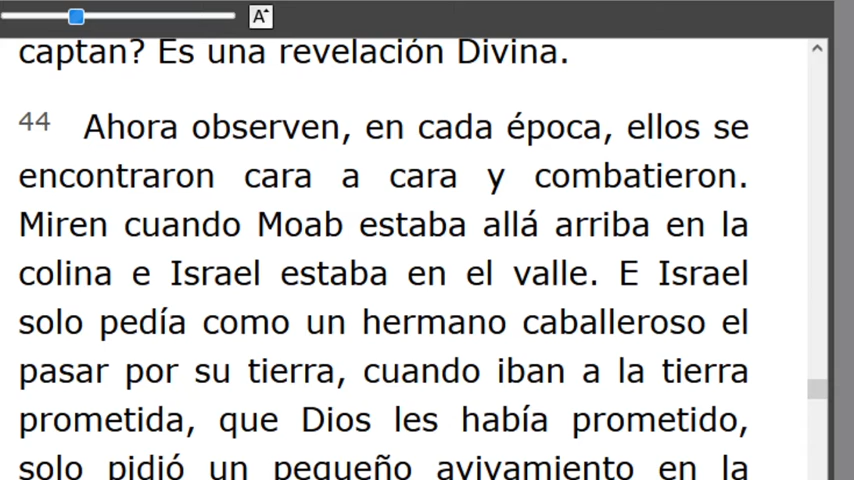 A
captan? Es una revelación Divina.
44 Ahora observen, en cada época, ellos se
encontraron cara a cara y combatieron.
Miren cuando Moab estaba allá arriba en la
colina e Israel estaba en el valle. E Israel
solo pedía como un hermano caballeroso el
pasar por su tierra, cuando iban a la tierra
prometida, que Dios les había prometido,
solo pidió un pequeño avivamiento en la